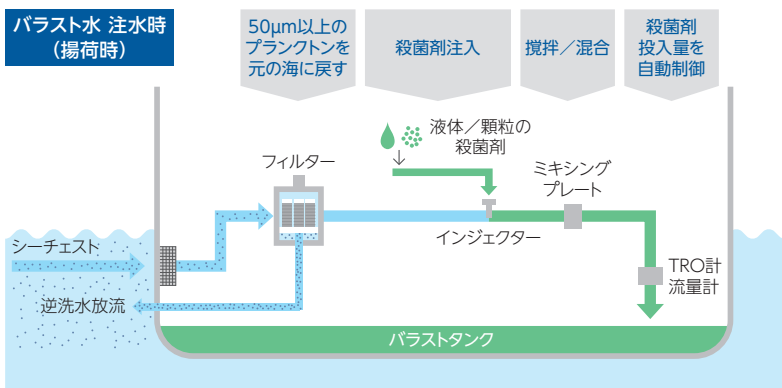 バラスト水 注水時
（揚荷時）
50μm以上の
プランクトンを
元の海に戻す
殺菌剤注入
撹拌／混合
殺菌剤
投入量を
自動制御
液体／顆粒の
殺菌剤
フィルター
ミキシング
プレート
インジェクター
シーチェスト
TRO計
流量計
逆洗水放流
バラストタンク